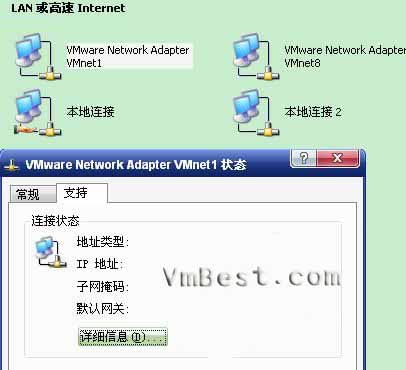 LAN 或高速 Internet
VMware Network Adapter
VMnet1
VMware Network Adapter
VMnet8
本地连接
本地连接 2
VMware Network Adapter VMnet1 状态
常规
支持
连接状态
地址类型:
IP 地址:
子网掩码:
默认网关:
VmBest.com
详细信息(D)...